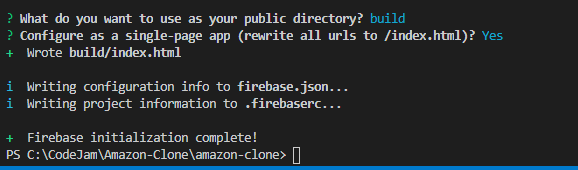 ? What do you want to use as your public directory? build
? Configure as a single-page app (rewrite all urls to /index.html)? Yes
+  Wrote build/index.html
i  Writing configuration info to firebase.json...
i  Writing project information to .firebaserc...
+  Firebase initialization complete!
PS C:\CodeJam\Amazon-Clone\amazon-clone>